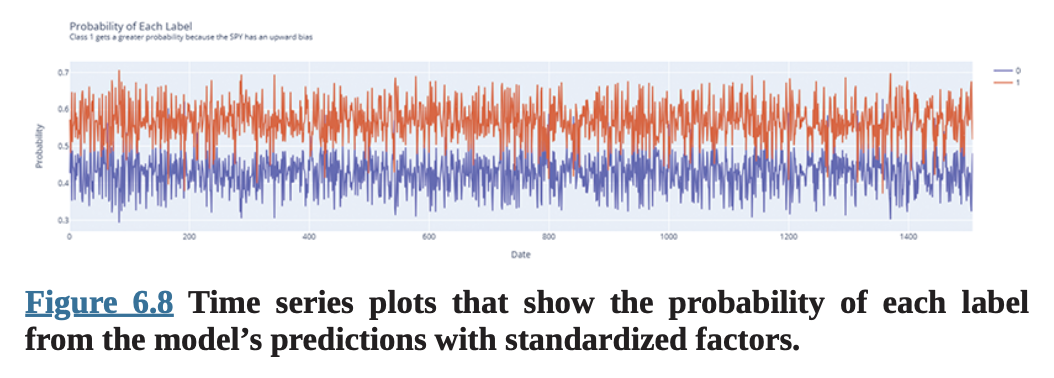 Probability of Each Label
Class 1 gets a greater probability because the SPY has an upward bias
0.7
0.6
0.5
0.4
0.3
Probability
0
200
400
600
800
1000
1200
1400
Date
0
1
Figure 6.8 Time series plots that show the probability of each label
from the model’s predictions with standardized factors.